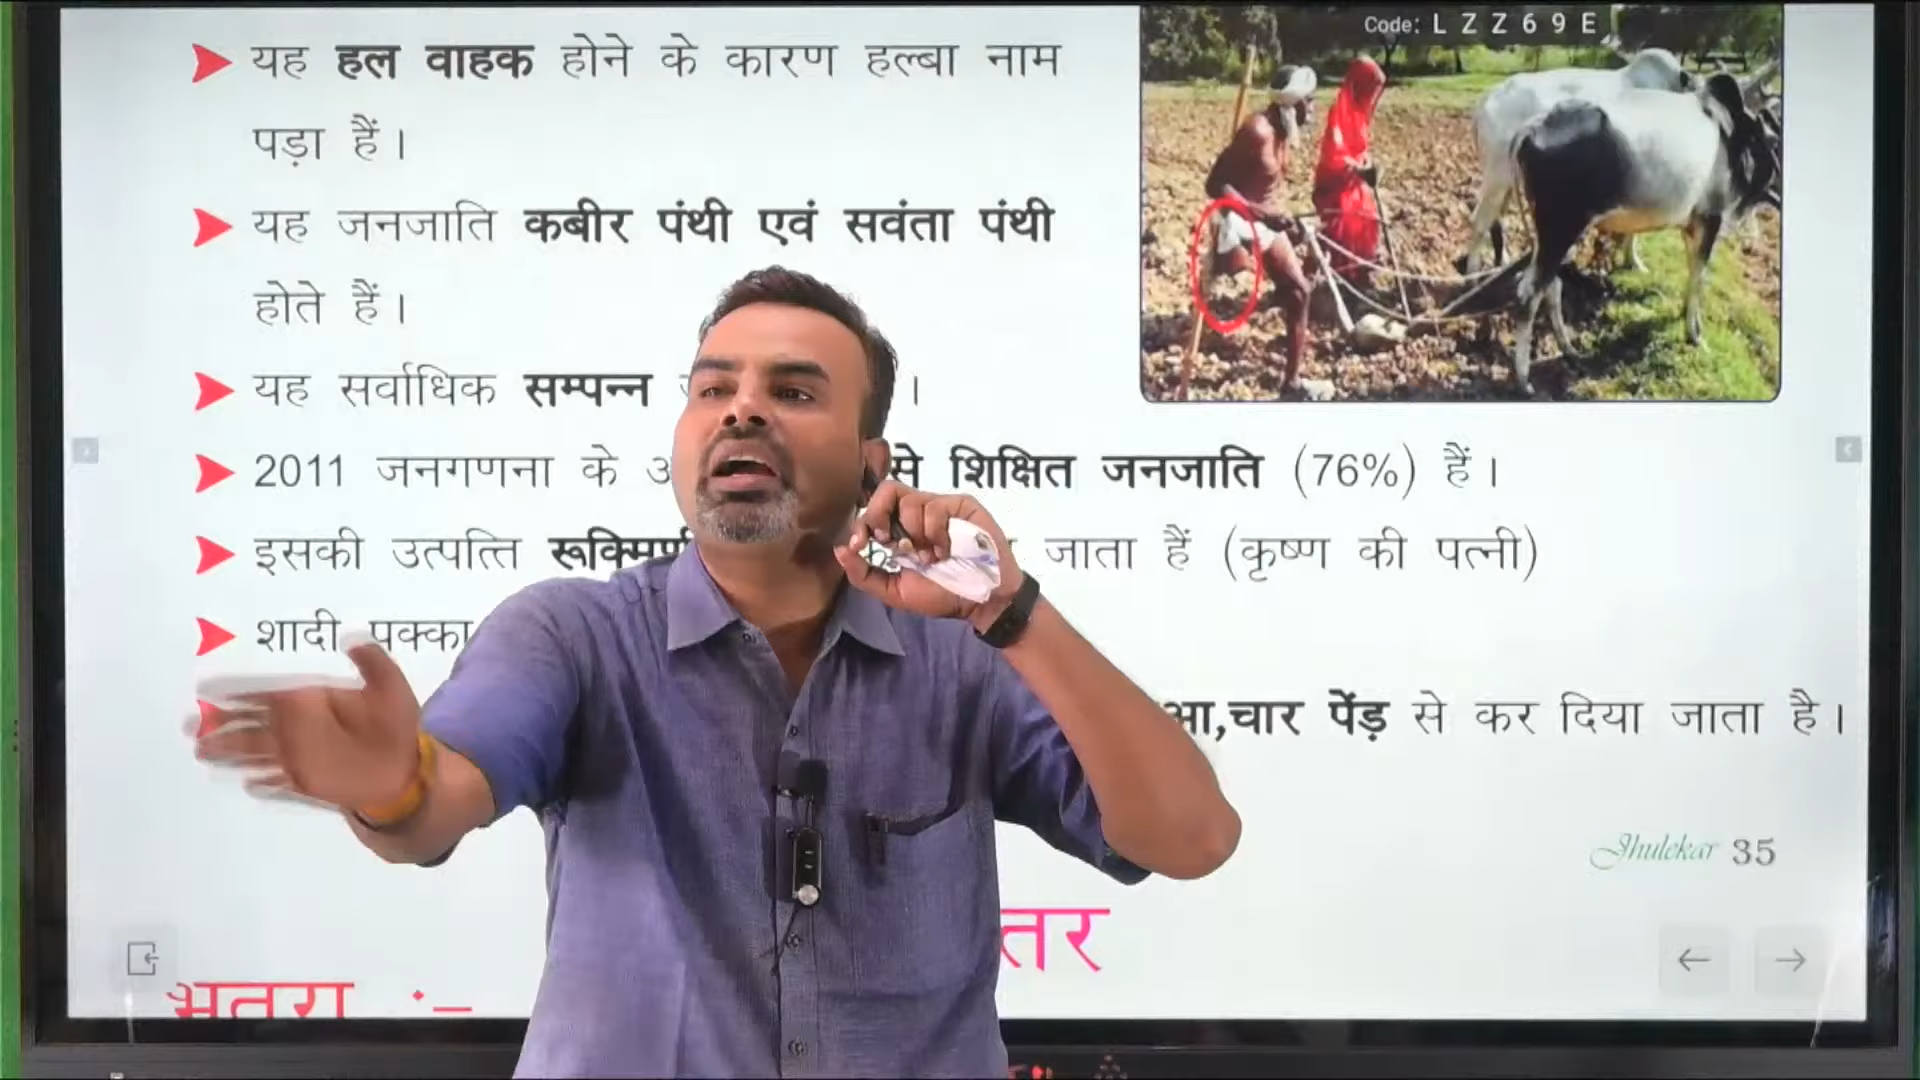 Code: L Z Z 6 9 E
यह हल वाहक होने के कारण हल्बा नाम
पड़ा हैं।
यह जनजाति कबीर पंथी एवं सवंता पंथी
होते हैं।
यह सर्वाधिक सम्पन्न ।
2011 जनगणना के से शिक्षित जनजाति (76%) हैं।
इसकी उत्पत्ति जाता हैं (कृष्ण की पत्नी)
शादी पक्का
चार पेंड़ से कर दिया जाता है।
Jhulekar 35
तर
भतरा :–